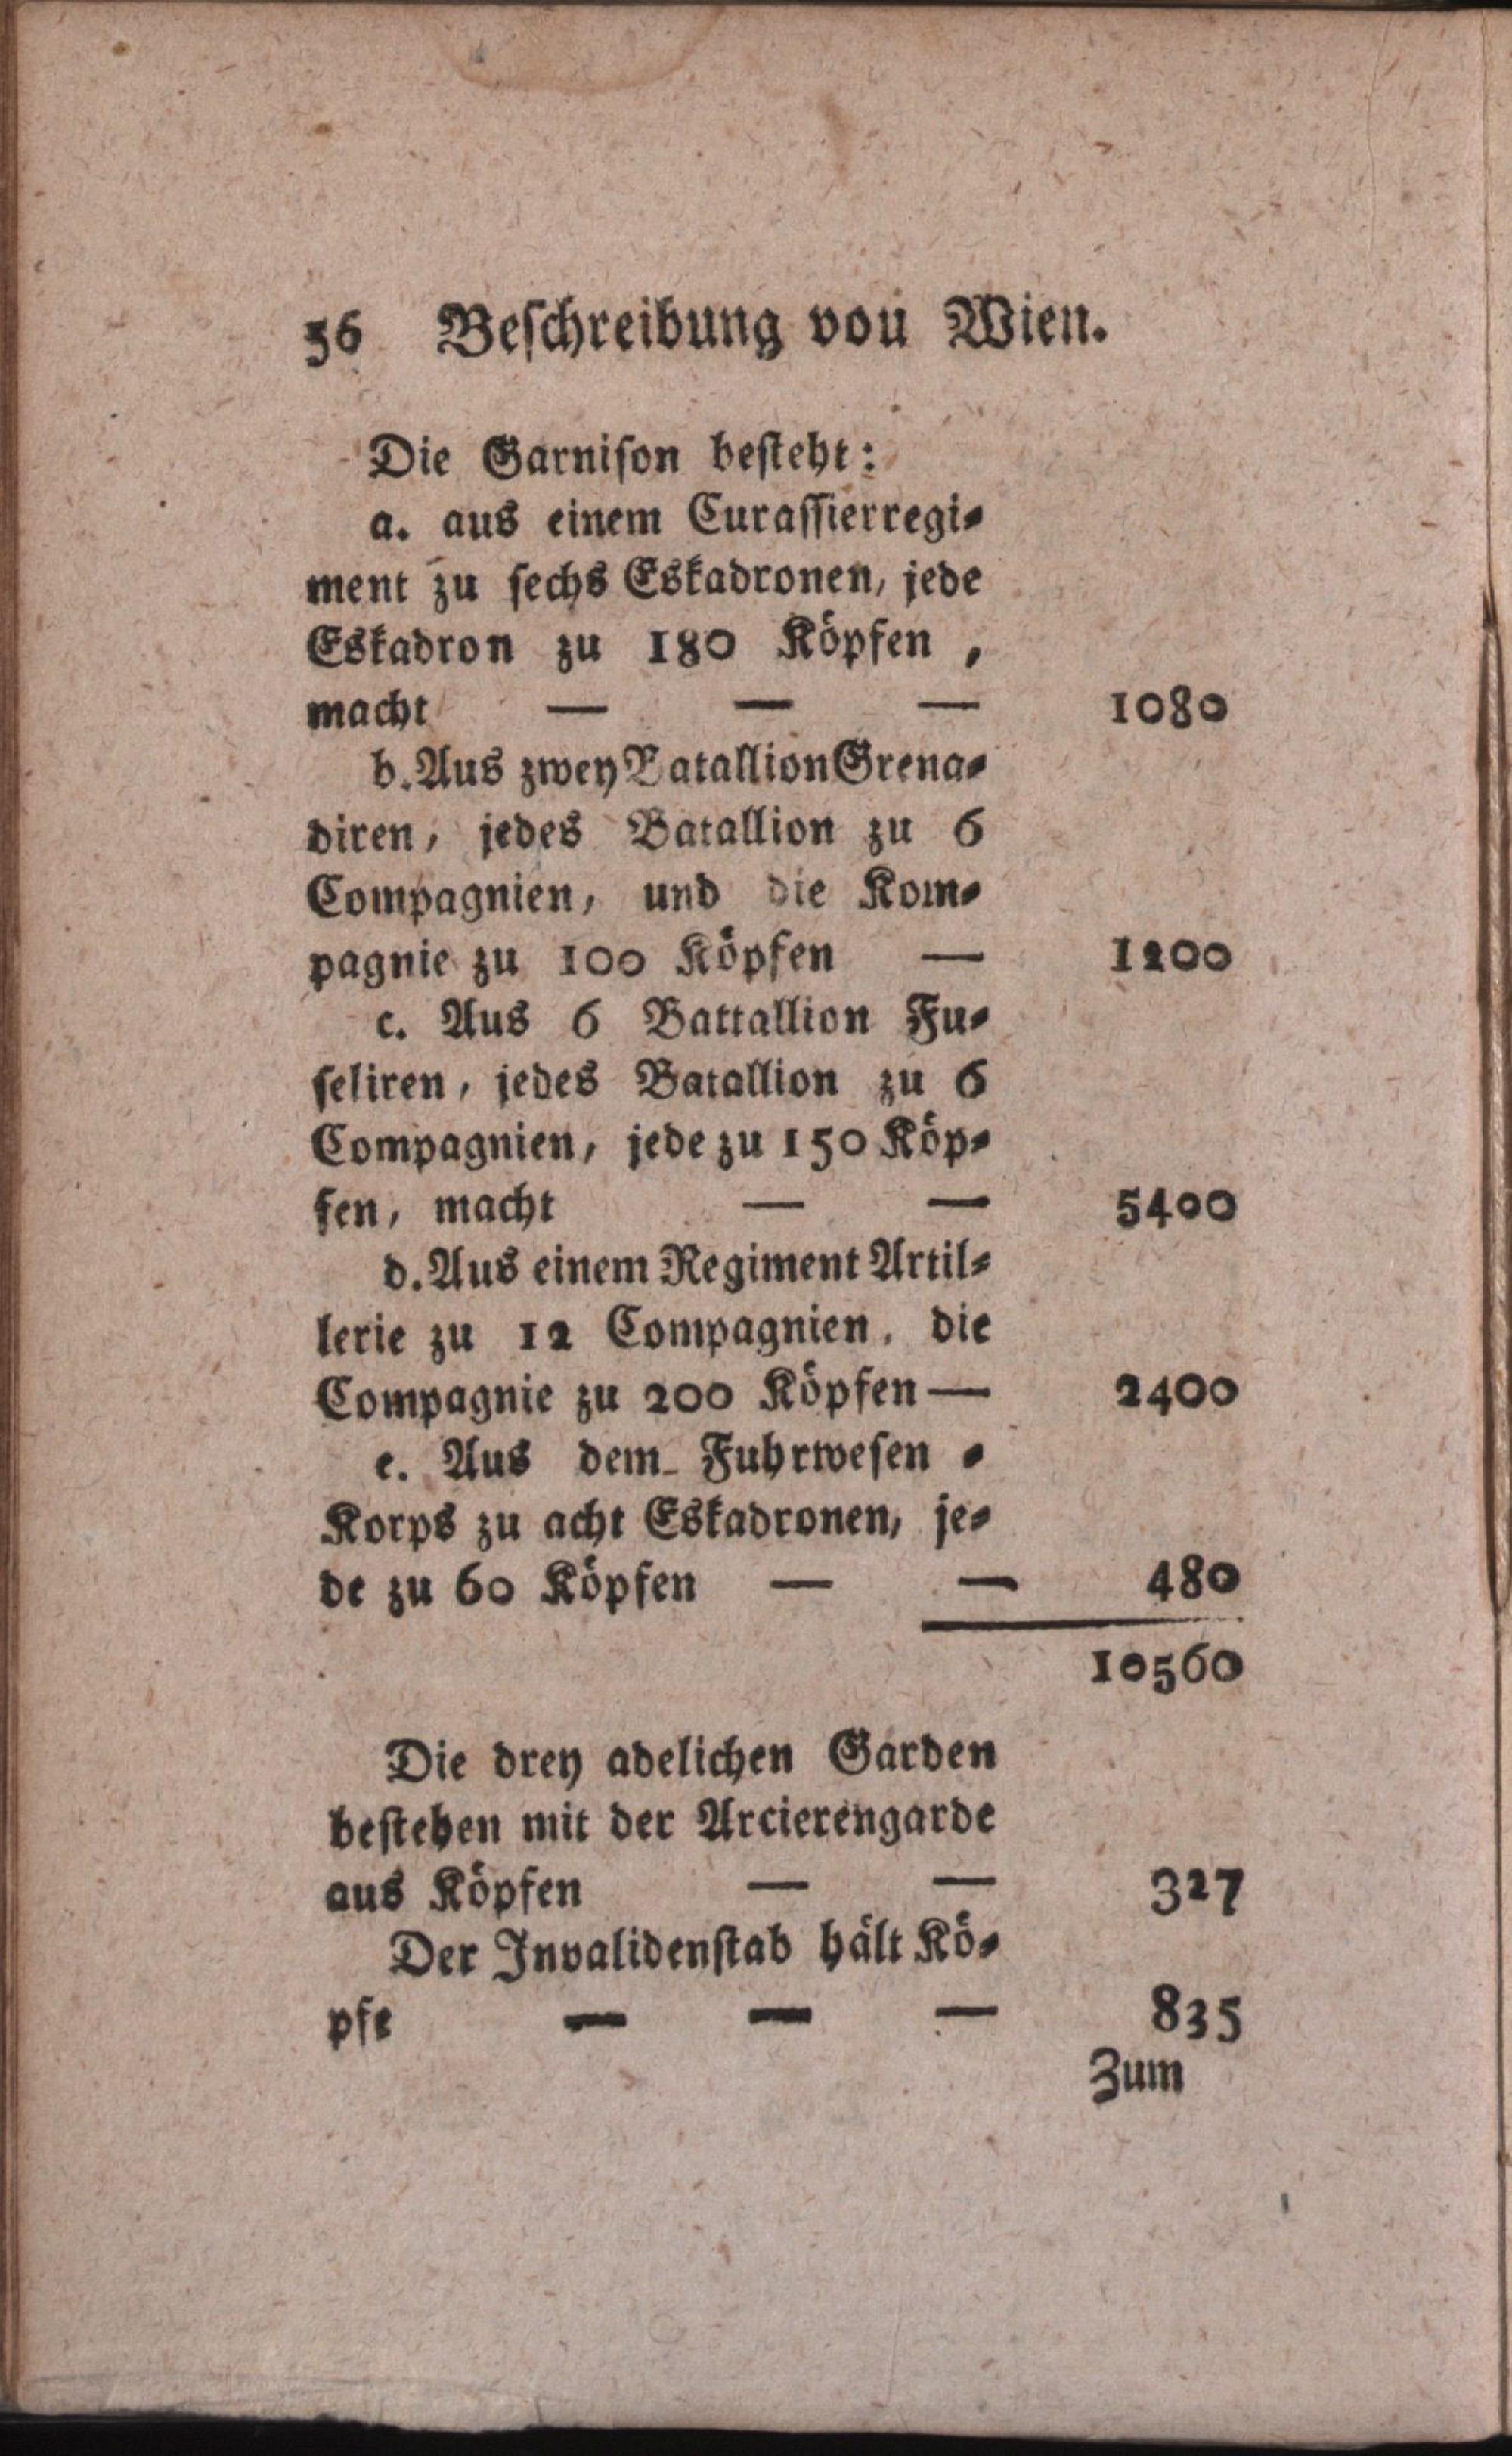 56 Beſchreibung von Wien.
Die Garniſon beſteht:
a. aus einem Curaſſierregi⸗
ment zu ſechs Eskadronen, jede
Eskadron zu 180 Köpfen,
macht — — — 1080
b. Aus zwey Batallion Grena⸗
diren, jedes Batallion zu 6
Compagnien, und die Kom⸗
pagnie zu 100 Köpfen — 1200
c. Aus 6 Battallion Fu⸗
ſeliren, jedes Batallion zu 6
Compagnien, jede zu 150 Köp⸗
fen, macht — — 5400
d. Aus einem Regiment Artil⸗
lerie zu 12 Compagnien, die
Compagnie zu 200 Köpfen — 2400
e. Aus dem Fuhrweſen ⸗
Korps zu acht Eskadronen, je⸗
de zu 60 Köpfen — — 480
10560
Die drey adelichen Garden
beſtehen mit der Arcierengarde
aus Köpfen — — 327
Der Invalidenſtab hält Kö⸗
pfe — — — 835
Zum